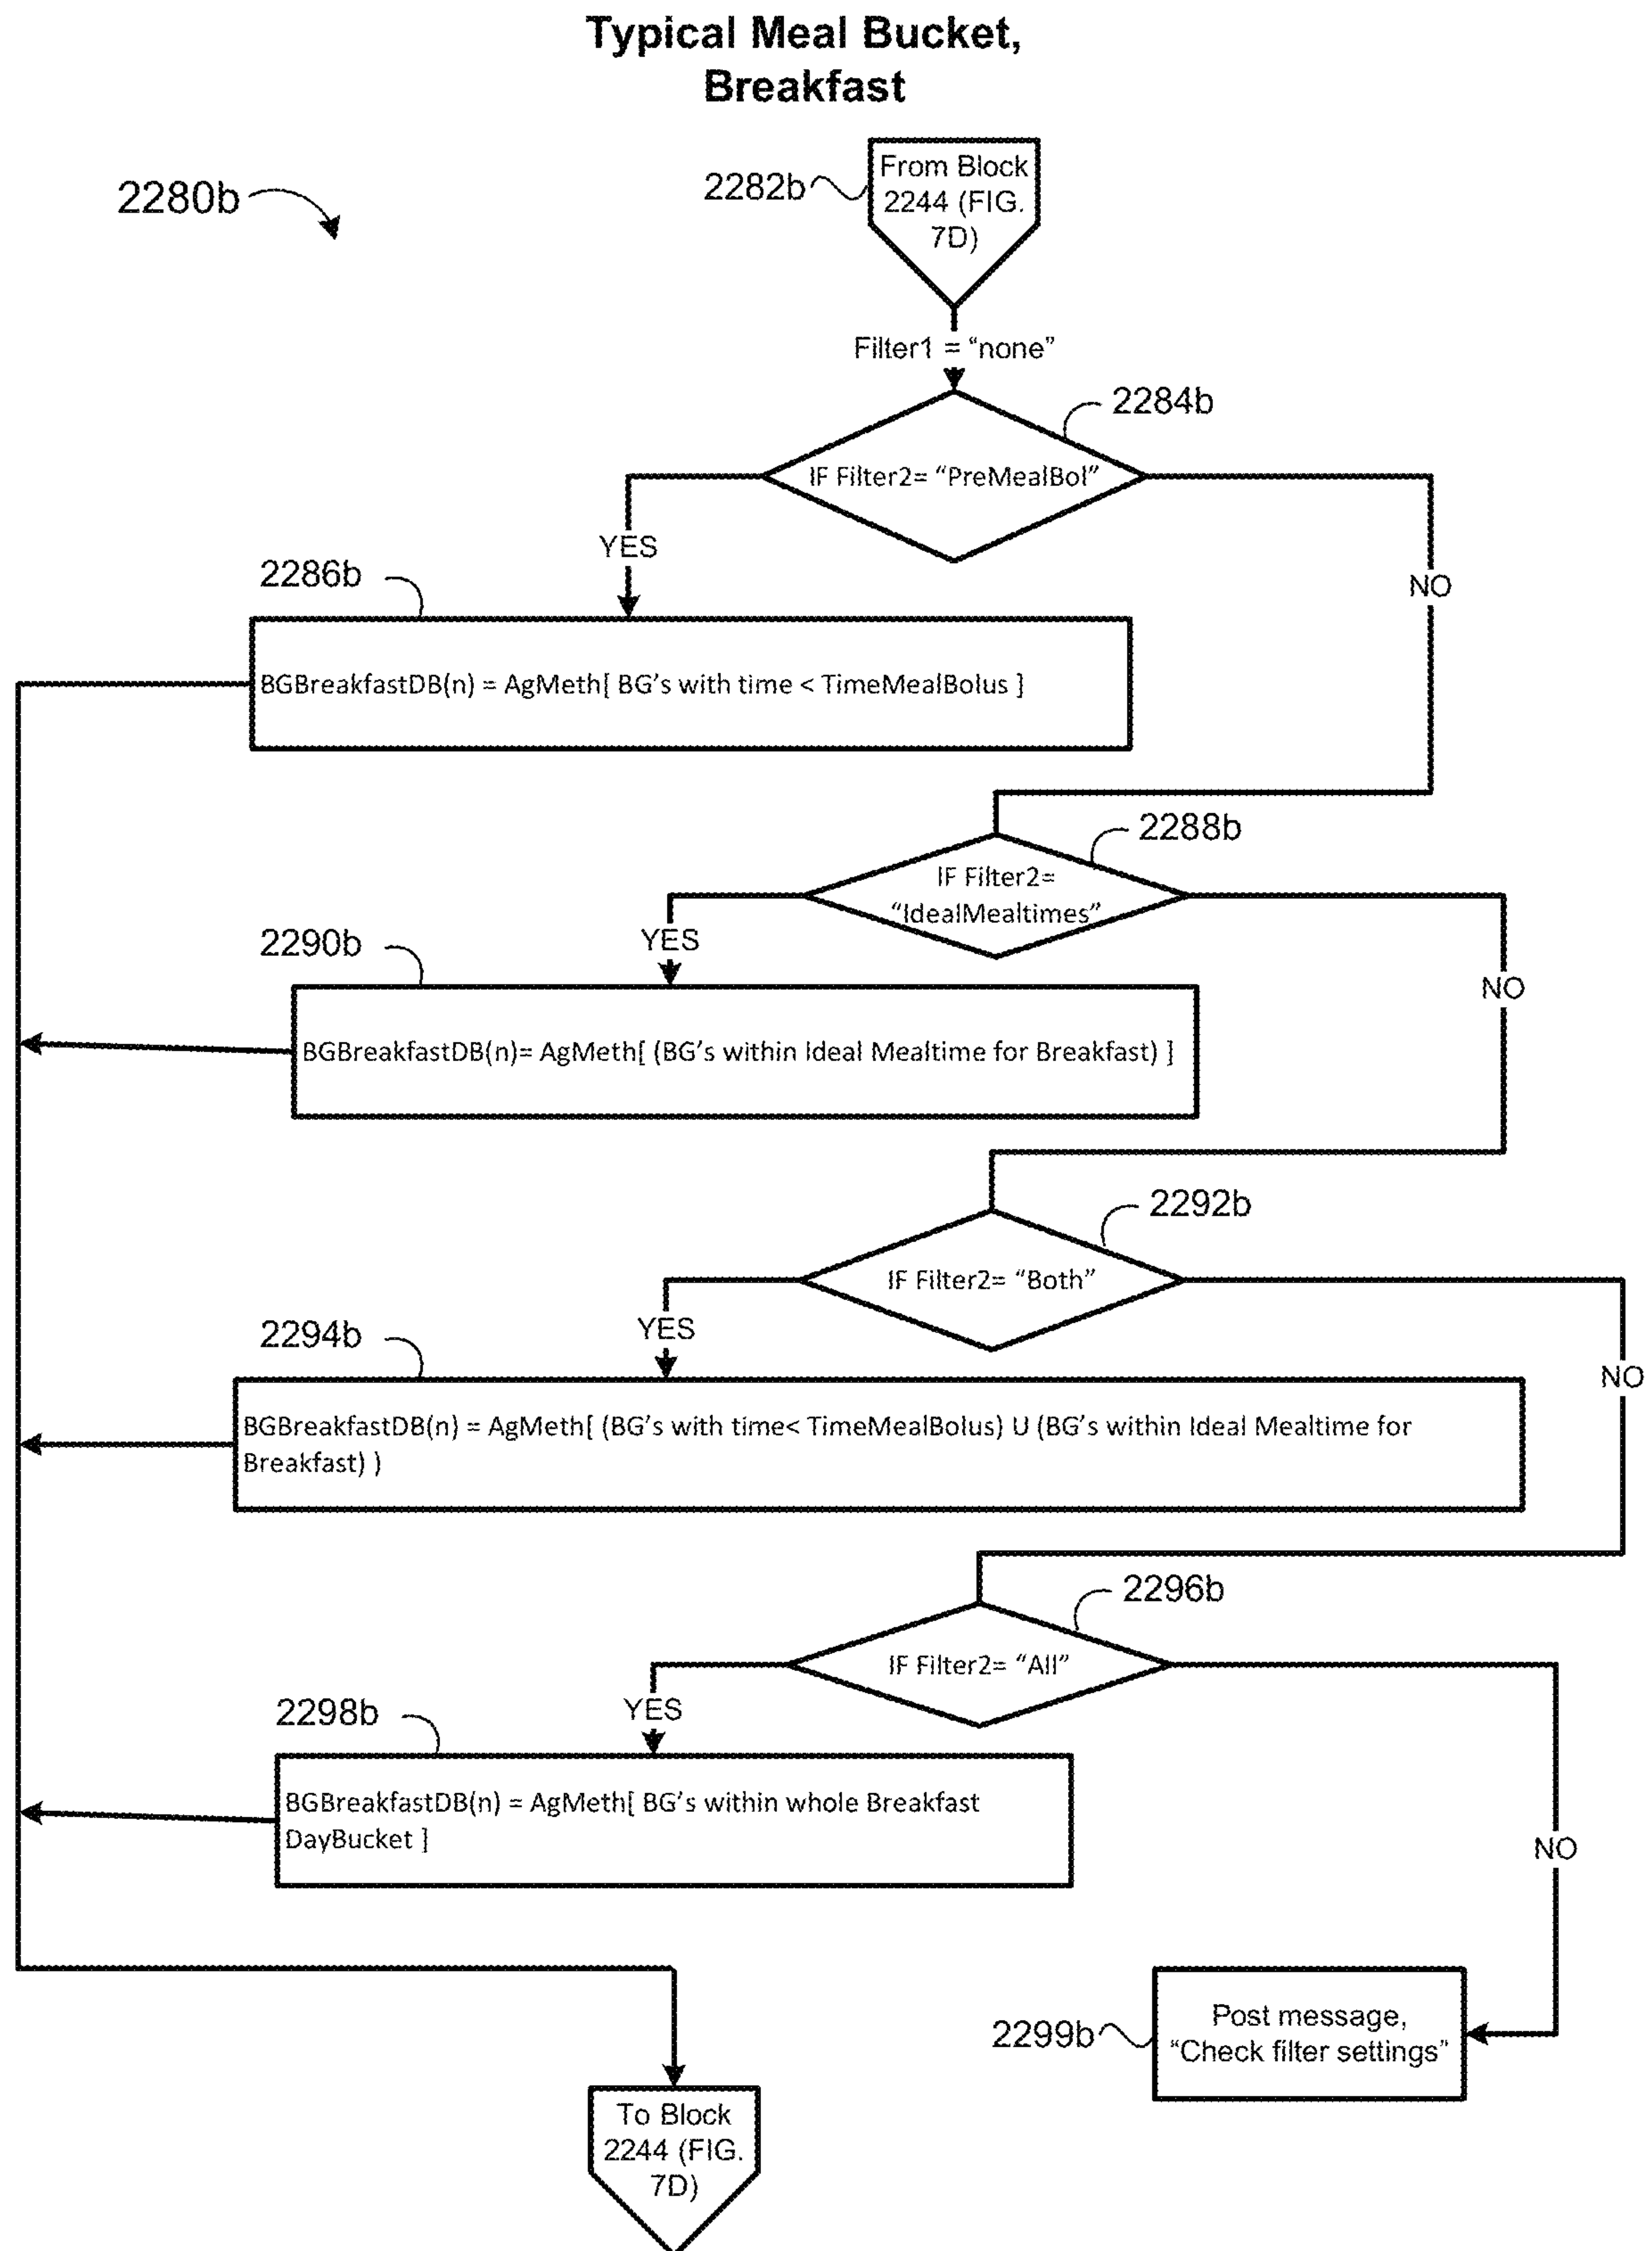 Typical Meal Bucket,
Breakfast
2280b
2282b
From Block
2244 (FIG.
7D)
Filter1 = “none”
2284b
IF Filter2= “PreMealBol”
YES
NO
2286b
BGBreakfastDB(n) = AgMeth[ BG’s with time < TimeMealBolus ]
2288b
IF Filter2=
“IdealMealtimes”
YES
NO
2290b
BGBreakfastDB(n)= AgMeth[ (BG’s within Ideal Mealtime for Breakfast) ]
2292b
IF Filter2= “Both”
YES
NO
2294b
BGBreakfastDB(n) = AgMeth[ (BG’s with time< TimeMealBolus) U (BG’s within Ideal Mealtime for
Breakfast) )
2296b
IF Filter2= “All”
YES
NO
2298b
BGBreakfastDB(n) = AgMeth[ BG’s within whole Breakfast
DayBucket ]
2299b
Post message,
“Check filter settings”
To Block
2244 (FIG.
7D)